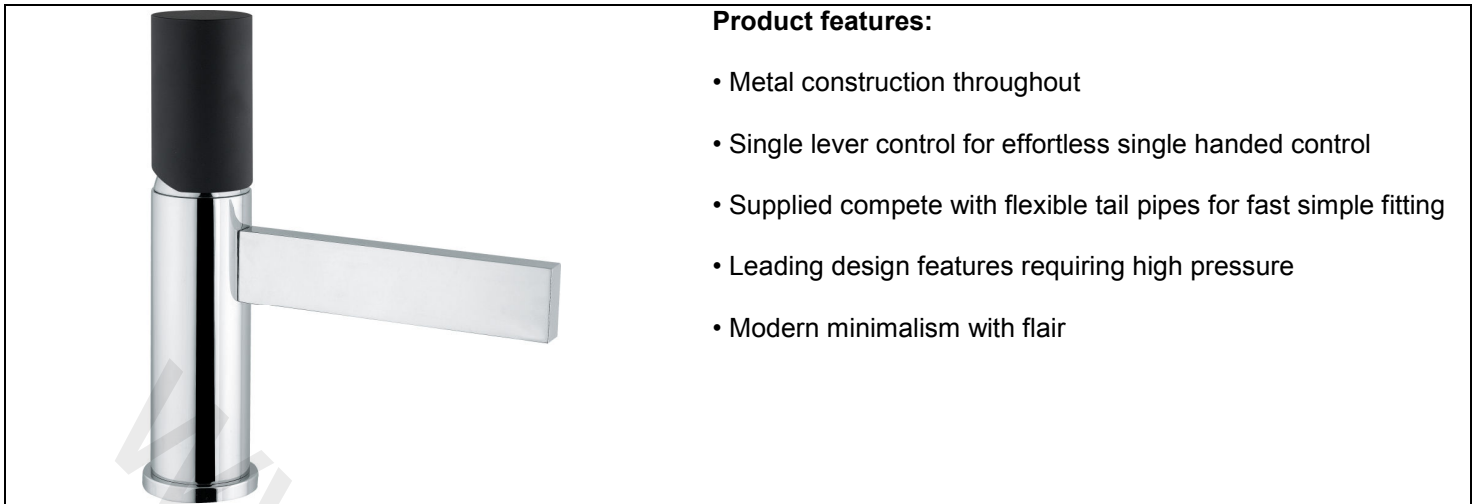 Product features:
• Metal construction throughout
• Single lever control for effortless single handed control
• Supplied compete with flexible tail pipes for fast simple fitting
• Leading design features requiring high pressure
• Modern minimalism with flair